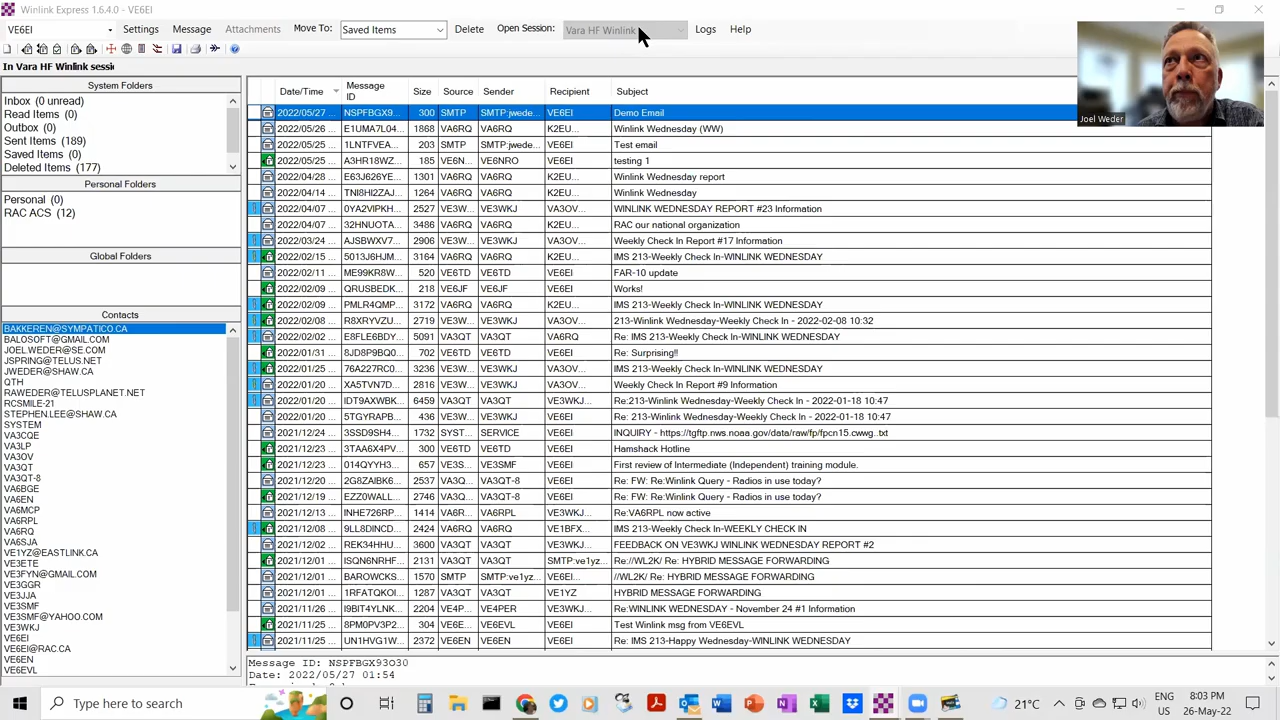 Winlink Express 1.6.4.0 - VE6EI
VE6EI Settings Message Attachments Move To: Saved Items Delete Open Session: Vara HF Winlink Logs Help
In Vara HF Winlink sessi
System Folders
Inbox (0 unread)
Read Items (0)
Outbox (0)
Sent Items (189)
Saved Items (0)
Deleted Items (177)
Personal Folders
Personal (0)
RAC ACS (12)
Global Folders
Contacts
BAKKEREN@SYMPATICO.CA
BALOSOFT@GMAIL.COM
JOEL.WEDER@SE.COM
JSPRING@TELUS.NET
JWEDER@SHAW.CA
QTH
RAWEDER@TELUSPLANET.NET
RCSMILE-21
STEPHEN.LEE@SHAW.CA
SYSTEM
VA3CQE
VA3LP
VA3OV
VA3QT
VA3QT-8
VA6BGE
VA6EN
VA6MCP
VA6RPL
VA6RQ
VA6SJA
VE1YZ@EASTLINK.CA
VE3ETE
VE3FYN@GMAIL.COM
VE3GGR
VE3JJA
VE3SMF
VE3SMF@YAHOO.COM
VE3WKJ
VE6EI
VE6EI@RAC.CA
VE6EN
VE6EVL
Date/Time Message ID Size Source Sender Recipient Subject
2022/05/27 ... NSPFBGX9... 300 SMTP SMTP:jwede... VE6EI Demo Email
2022/05/26 ... E1UMA7L04... 1868 VA6RQ VA6RQ K2EU... Winlink Wednesday (WW)
2022/05/25 ... 1LNTFVEA... 203 SMTP SMTP:jwede... VE6EI Test email
2022/05/25 ... A3HR18WZ... 185 VE6N... VE6NRO VE6EI testing 1
2022/04/28 ... E63J626YE... 1301 VA6RQ VA6RQ K2EU... Winlink Wednesday report
2022/04/14 ... TNI8HI2ZAJ... 1264 VA6RQ VA6RQ K2EU... Winlink Wednesday
2022/04/07 ... 0YA2VIPKH... 2527 VE3W... VE3WKJ VA3OV... WINLINK WEDNESDAY REPORT #23 Information
2022/04/07 ... 32HNUOTA... 3486 VA6RQ VA6RQ K2EU... RAC our national organization
2022/03/24 ... AJSBWXV7... 2906 VE3W... VE3WKJ VA3OV... Weekly Check In Report #17 Information
2022/02/15 ... 5013J6HJM... 3164 VA6RQ VA6RQ K2EU... IMS 213-Weekly Check In-WINLINK WEDNESDAY
2022/02/11 ... ME99KR8W... 520 VE6TD VE6TD VE6EI FAR-10 update
2022/02/09 ... QRUSBEDK... 218 VE6JF VE6JF VE6EI Works!
2022/02/09 ... PMLR4QMP... 3172 VA6RQ VA6RQ K2EU... IMS 213-Weekly Check In-WINLINK WEDNESDAY
2022/02/08 ... R8XRYVZU... 2719 VE3W... VE3WKJ VE6EI 213-Winlink Wednesday-Weekly Check In - 2022-02-08 10:32
2022/02/02 ... E8FLE6BDY... 5091 VA3QT VA3QT VE3WKJ... Re: IMS 213-Weekly Check In-WINLINK WEDNESDAY
2022/01/31 ... 8JD8P9BQ0... 702 VE6TD VE6TD VE6EI Re: Surprising!!
2022/01/25 ... 76A227RC0... 3236 VE6TD VE6TD VA3OV... IMS 213-Weekly Check In-WINLINK WEDNESDAY
2022/01/20 ... XA5TVN7D... 2816 VE3W... VE3WKJ VA3OV... Weekly Check In Report #9 Information
2022/01/20 ... IDT9AXWBK... 6459 VA3QT VA3QT VE3WKJ... Re:213-Winlink Wednesday-Weekly Check In - 2022-01-18 10:47
2022/01/20 ... 5TGYRAPB... 436 VE3W... VE3WKJ VE6EI Re: 213-Winlink Wednesday-Weekly Check In - 2022-01-18 10:47
2021/12/24 ... 3SSD9SH4... 1732 SYST... SERVICE VE6EI INQUIRY - https://tgftp.nws.noaa.gov/data/raw/fp/fpcn15.cwwg..txt
2021/12/23 ... 3TAA6X4PV... 300 VE6TD VE6TD VE6EI Hamshack Hotline
2021/12/23 ... 014QYYH3... 657 VE3S... VE3SMF VE6EI First review of Intermediate (Independent) training module.
2021/12/20 ... 2G8ZAIBK6... 2537 VA3Q... VA3QT-8 VE6EI Re: FW: Re:Winlink Query - Radios in use today?
2021/12/19 ... EZZ0WALL... 2746 VA3Q... VA3QT-8 VE6EI Re: FW: Re:Winlink Query - Radios in use today?
2021/12/13 ... INHE726RP... 1414 VA6R... VA6RPL VE3WKJ... Re:VA6RPL now active
2021/12/08 ... 9LL8DINCD... 2424 VA6RQ VA6RQ VE1BFX... IMS 213-Weekly Check In-WEEKLY CHECK IN
2021/12/02 ... REK34HHU... 3600 VA3QT VA3QT VE3WKJ... FEEDBACK ON VE3WKJ WINLINK WEDNESDAY REPORT #2
2021/12/01 ... ISQN6NRHF... 2131 VA3QT VA3QT SMTP:ve1yz... Re://WL2K/ Re: HYBRID MESSAGE FORWARDING
2021/12/01 ... BAROWCKS... 1570 SMTP SMTP:ve1yz... VE6EI... //WL2K/ Re: HYBRID MESSAGE FORWARDING
2021/12/01 ... 1RFATQKOI... 1287 VA3QT VA3QT VE1YZ HYBRID MESSAGE FORWARDING
2021/11/26 ... I9BIT4YLNK... 2204 VE4P... VE4PER VE3WKJ... Re:WINLINK WEDNESDAY - November 24 #1 Information
2021/11/25 ... 8PM0PV3P2... 304 VE6E... VE6EVL VE6EI Test Winlink msg from VE6EVL
2021/11/25 ... UN1HVG1W... 2372 VE6EN VE6EN VE6EI Re: IMS 213-Happy Wednesday-WINLINK WEDNESDAY
Message ID: NSPFBGX93O30
Date: 2022/05/27 01:54
Joel Weder
Type here to search
21°C
ENG
US
8:03 PM
26-May-22